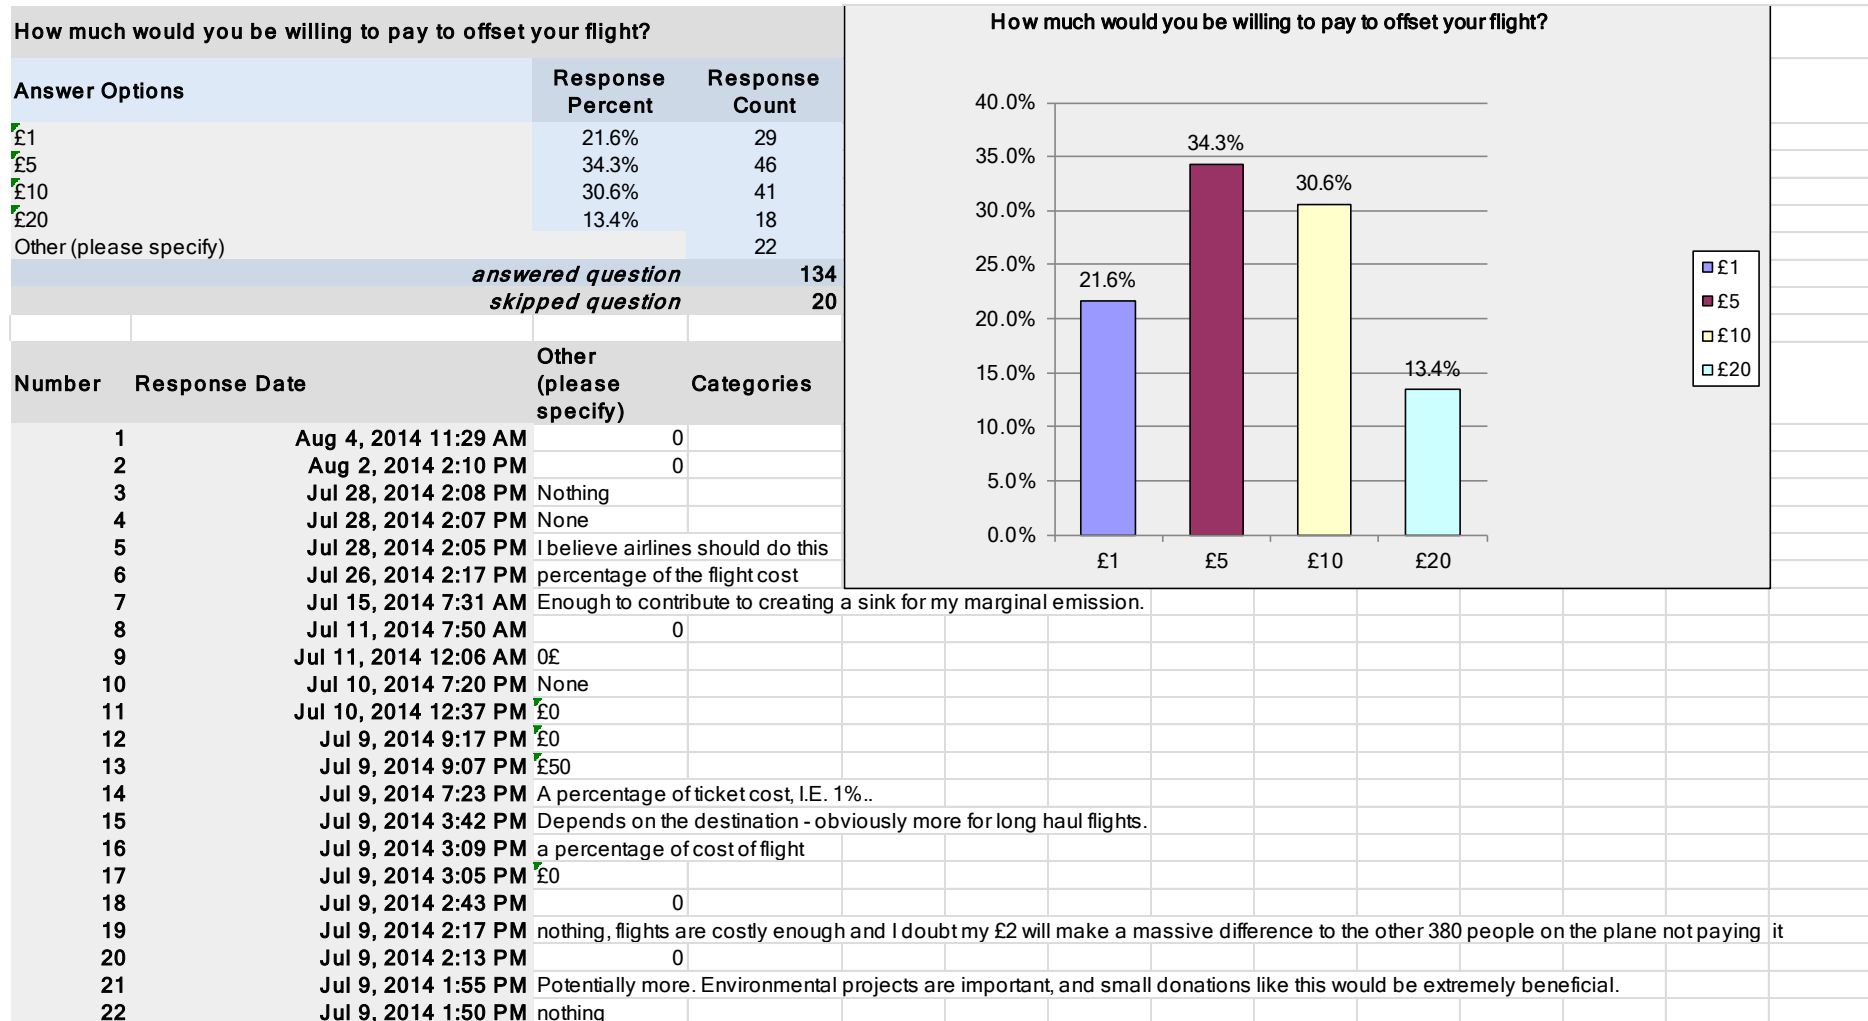 How much would you be willing to pay to offset your flight?
Answer Options
Response Percent
Response Count
£1 21.6% 29
£5 34.3% 46
£10 30.6% 41
£20 13.4% 18
Other (please specify) 22
answered question 134
skipped question 20
Number Response Date Other (please specify) Categories
1 Aug 4, 2014 11:29 AM 0
2 Aug 2, 2014 2:10 PM 0
3 Jul 28, 2014 2:08 PM Nothing
4 Jul 28, 2014 2:07 PM None
5 Jul 28, 2014 2:05 PM I believe airlines should do this
6 Jul 26, 2014 2:17 PM percentage of the flight cost
7 Jul 15, 2014 7:31 AM Enough to contribute to creating a sink for my marginal emission.
8 Jul 11, 2014 7:50 AM 0
9 Jul 11, 2014 12:06 AM 0£
10 Jul 10, 2014 7:20 PM None
11 Jul 10, 2014 12:37 PM £0
12 Jul 9, 2014 9:17 PM £0
13 Jul 9, 2014 9:07 PM £50
14 Jul 9, 2014 7:23 PM A percentage of ticket cost, I.E. 1%..
15 Jul 9, 2014 3:42 PM Depends on the destination - obviously more for long haul flights.
16 Jul 9, 2014 3:09 PM a percentage of cost of flight
17 Jul 9, 2014 3:05 PM £0
18 Jul 9, 2014 2:43 PM 0
19 Jul 9, 2014 2:17 PM nothing, flights are costly enough and I doubt my £2 will make a massive difference to the other 380 people on the plane not paying it
20 Jul 9, 2014 2:13 PM 0
21 Jul 9, 2014 1:55 PM Potentially more. Environmental projects are important, and small donations like this would be extremely beneficial.
22 Jul 9, 2014 1:50 PM nothing
How much would you be willing to pay to offset your flight?
40.0%
35.0%
30.0%
25.0%
20.0%
15.0%
10.0%
5.0%
0.0%
21.6%
34.3%
30.6%
13.4%
£1 £5 £10 £20
£1
£5
£10
£20